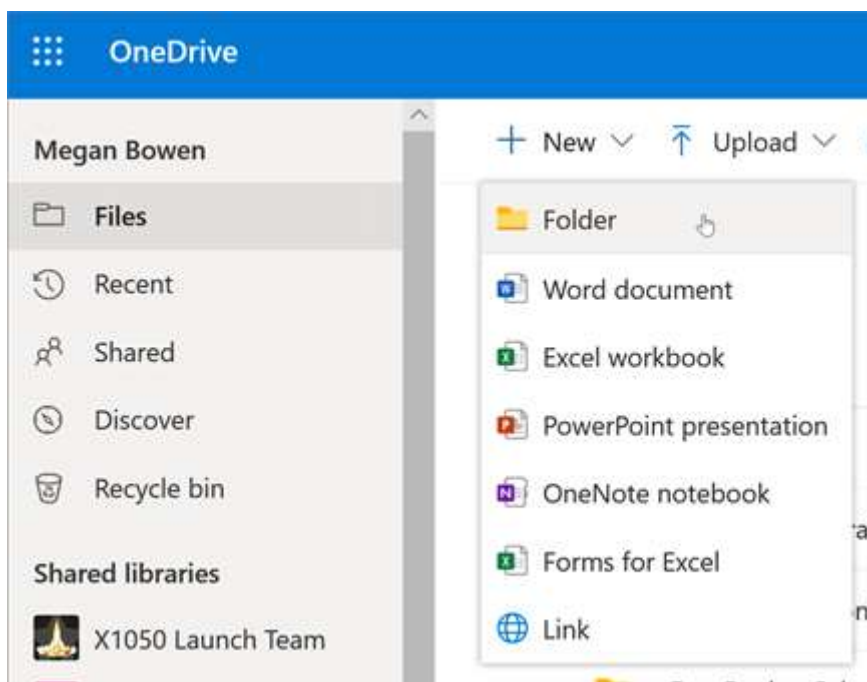 OneDrive
Megan Bowen
Files
Recent
Shared
Discover
Recycle bin
Shared libraries
X1050 Launch Team
New
Upload
Folder
Word document
Excel workbook
PowerPoint presentation
OneNote notebook
Forms for Excel
Link